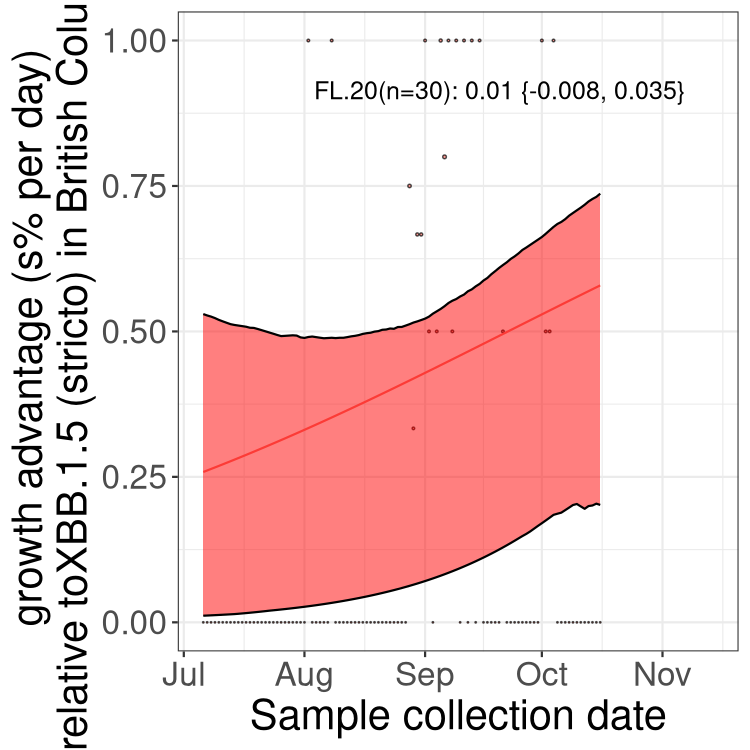 growth advantage (s% per day)
relative toXBB.1.5 (stricto) in British Colu
1.00
0.75
0.50
0.25
0.00
FL.20(n=30): 0.01 {-0.008, 0.035}
Jul Aug Sep Oct Nov
Sample collection date